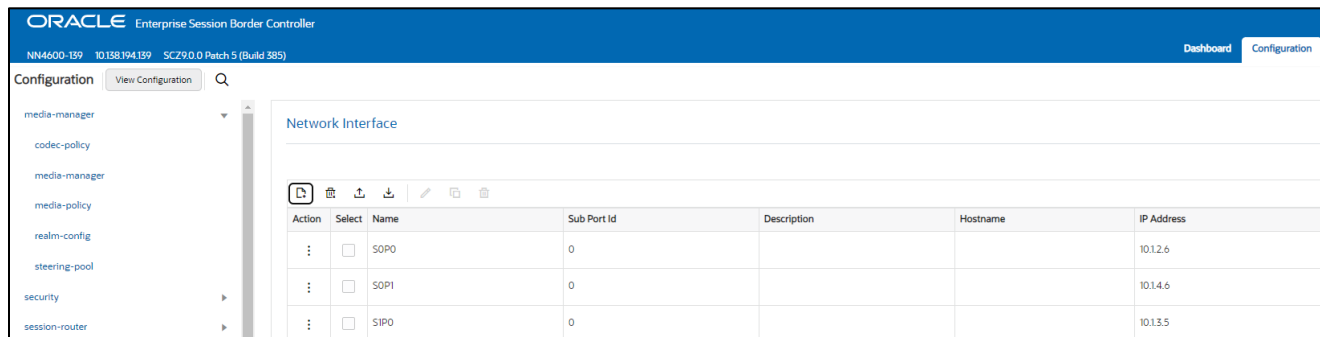 ORACLE Enterprise Session Border Controller
NN4600-139 10.138.194.139 SCZ9.0.0 Patch 5 (Build 385)
Dashboard Configuration
Configuration View Configuration
media-manager
codec-policy
media-manager
media-policy
realm-config
steering-pool
security
session-router
Network Interface
Action Select Name Sub Port Id Description Hostname IP Address
S0P0 0 10.1.2.6
S0P1 0 10.1.4.6
S1P0 0 10.1.3.5